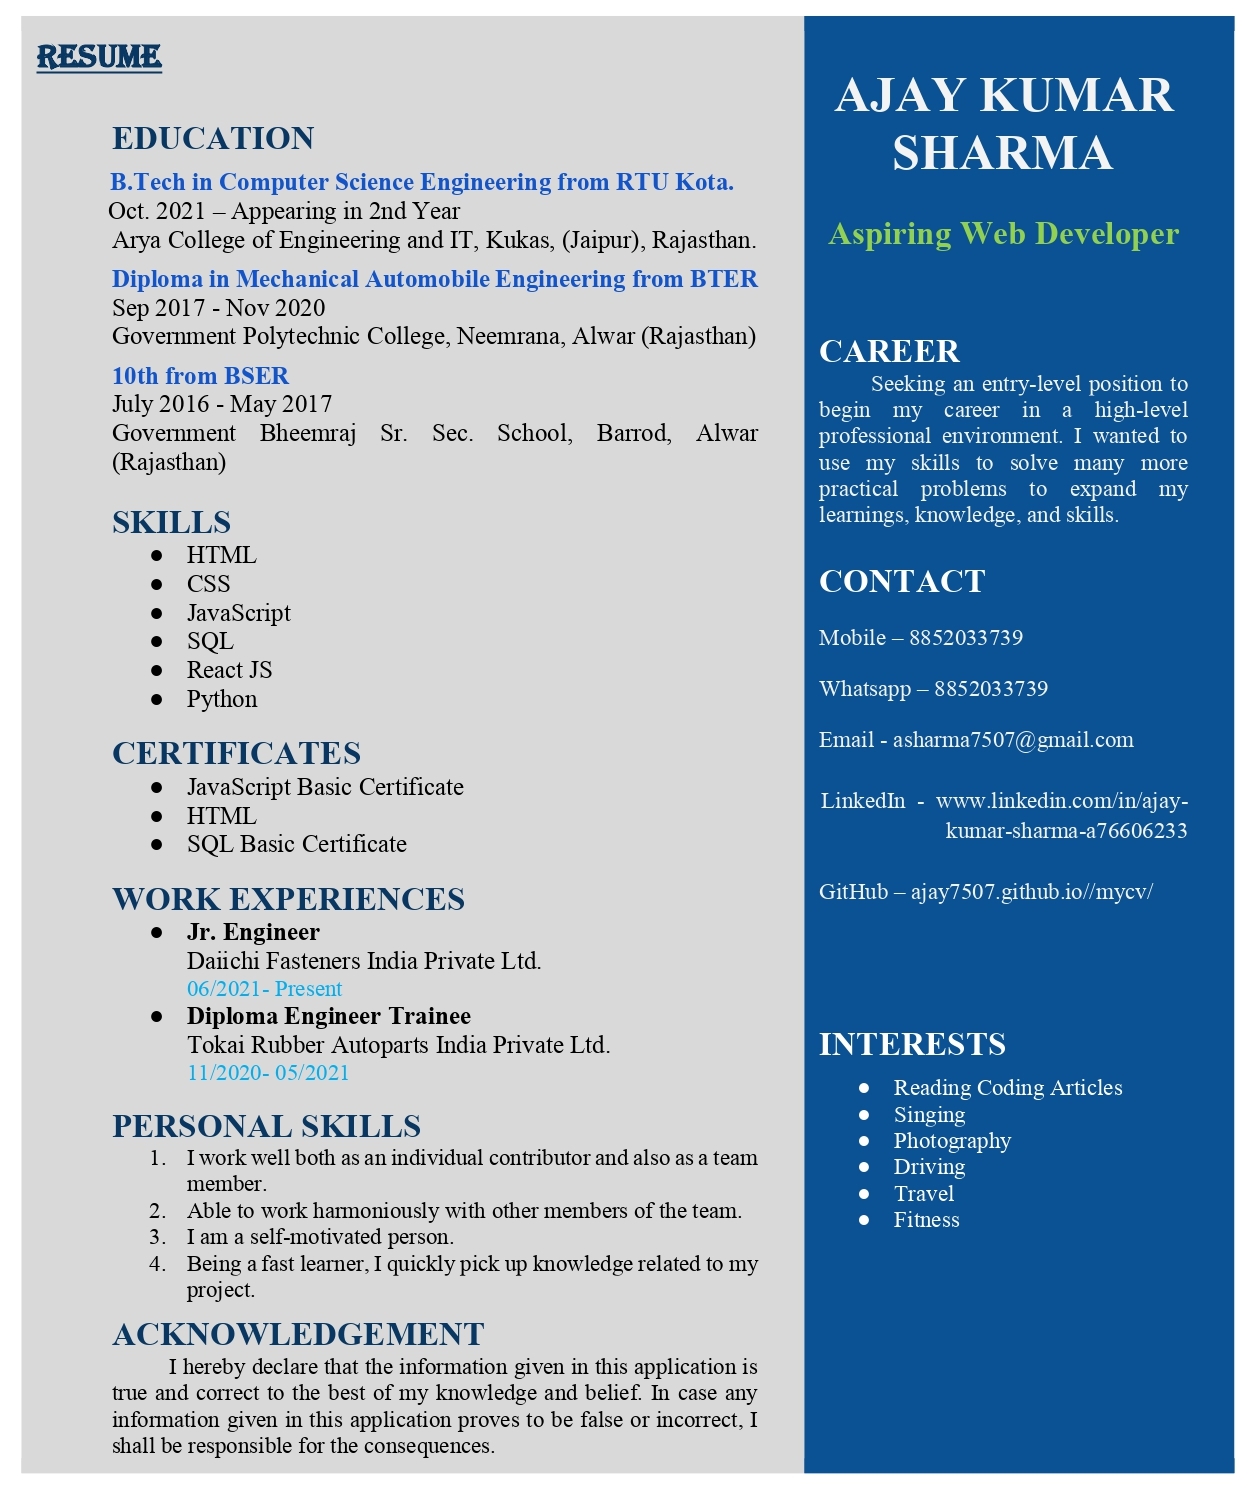 RESUME
EDUCATION
B.Tech in Computer Science Engineering from RTU Kota.
Oct. 2021 – Appearing in 2nd Year
Arya College of Engineering and IT, Kukas, (Jaipur), Rajasthan.
Diploma in Mechanical Automobile Engineering from BTER
Sep 2017 - Nov 2020
Government Polytechnic College, Neemrana, Alwar (Rajasthan)
10th from BSER
July 2016 - May 2017
Government Bheemraj Sr. Sec. School, Barrod, Alwar
(Rajasthan)
SKILLS
● HTML
● CSS
● JavaScript
● SQL
● React JS
● Python
CERTIFICATES
● JavaScript Basic Certificate
● HTML
● SQL Basic Certificate
WORK EXPERIENCES
● Jr. Engineer
Daiichi Fasteners India Private Ltd.
06/2021- Present
● Diploma Engineer Trainee
Tokai Rubber Autoparts India Private Ltd.
11/2020- 05/2021
PERSONAL SKILLS
1. I work well both as an individual contributor and also as a team
member.
2. Able to work harmoniously with other members of the team.
3. I am a self-motivated person.
4. Being a fast learner, I quickly pick up knowledge related to my
project.
ACKNOWLEDGEMENT
I hereby declare that the information given in this application is
true and correct to the best of my knowledge and belief. In case any
information given in this application proves to be false or incorrect, I
shall be responsible for the consequences.
AJAY KUMAR
SHARMA
Aspiring Web Developer
CAREER
Seeking an entry-level position to
begin my career in a high-level
professional environment. I wanted to
use my skills to solve many more
practical problems to expand my
learnings, knowledge, and skills.
CONTACT
Mobile – 8852033739
Whatsapp – 8852033739
Email - asharma7507@gmail.com
LinkedIn - www.linkedin.com/in/ajay-
kumar-sharma-a76606233
GitHub – ajay7507.github.io//mycv/
INTERESTS
● Reading Coding Articles
● Singing
● Photography
● Driving
● Travel
● Fitness